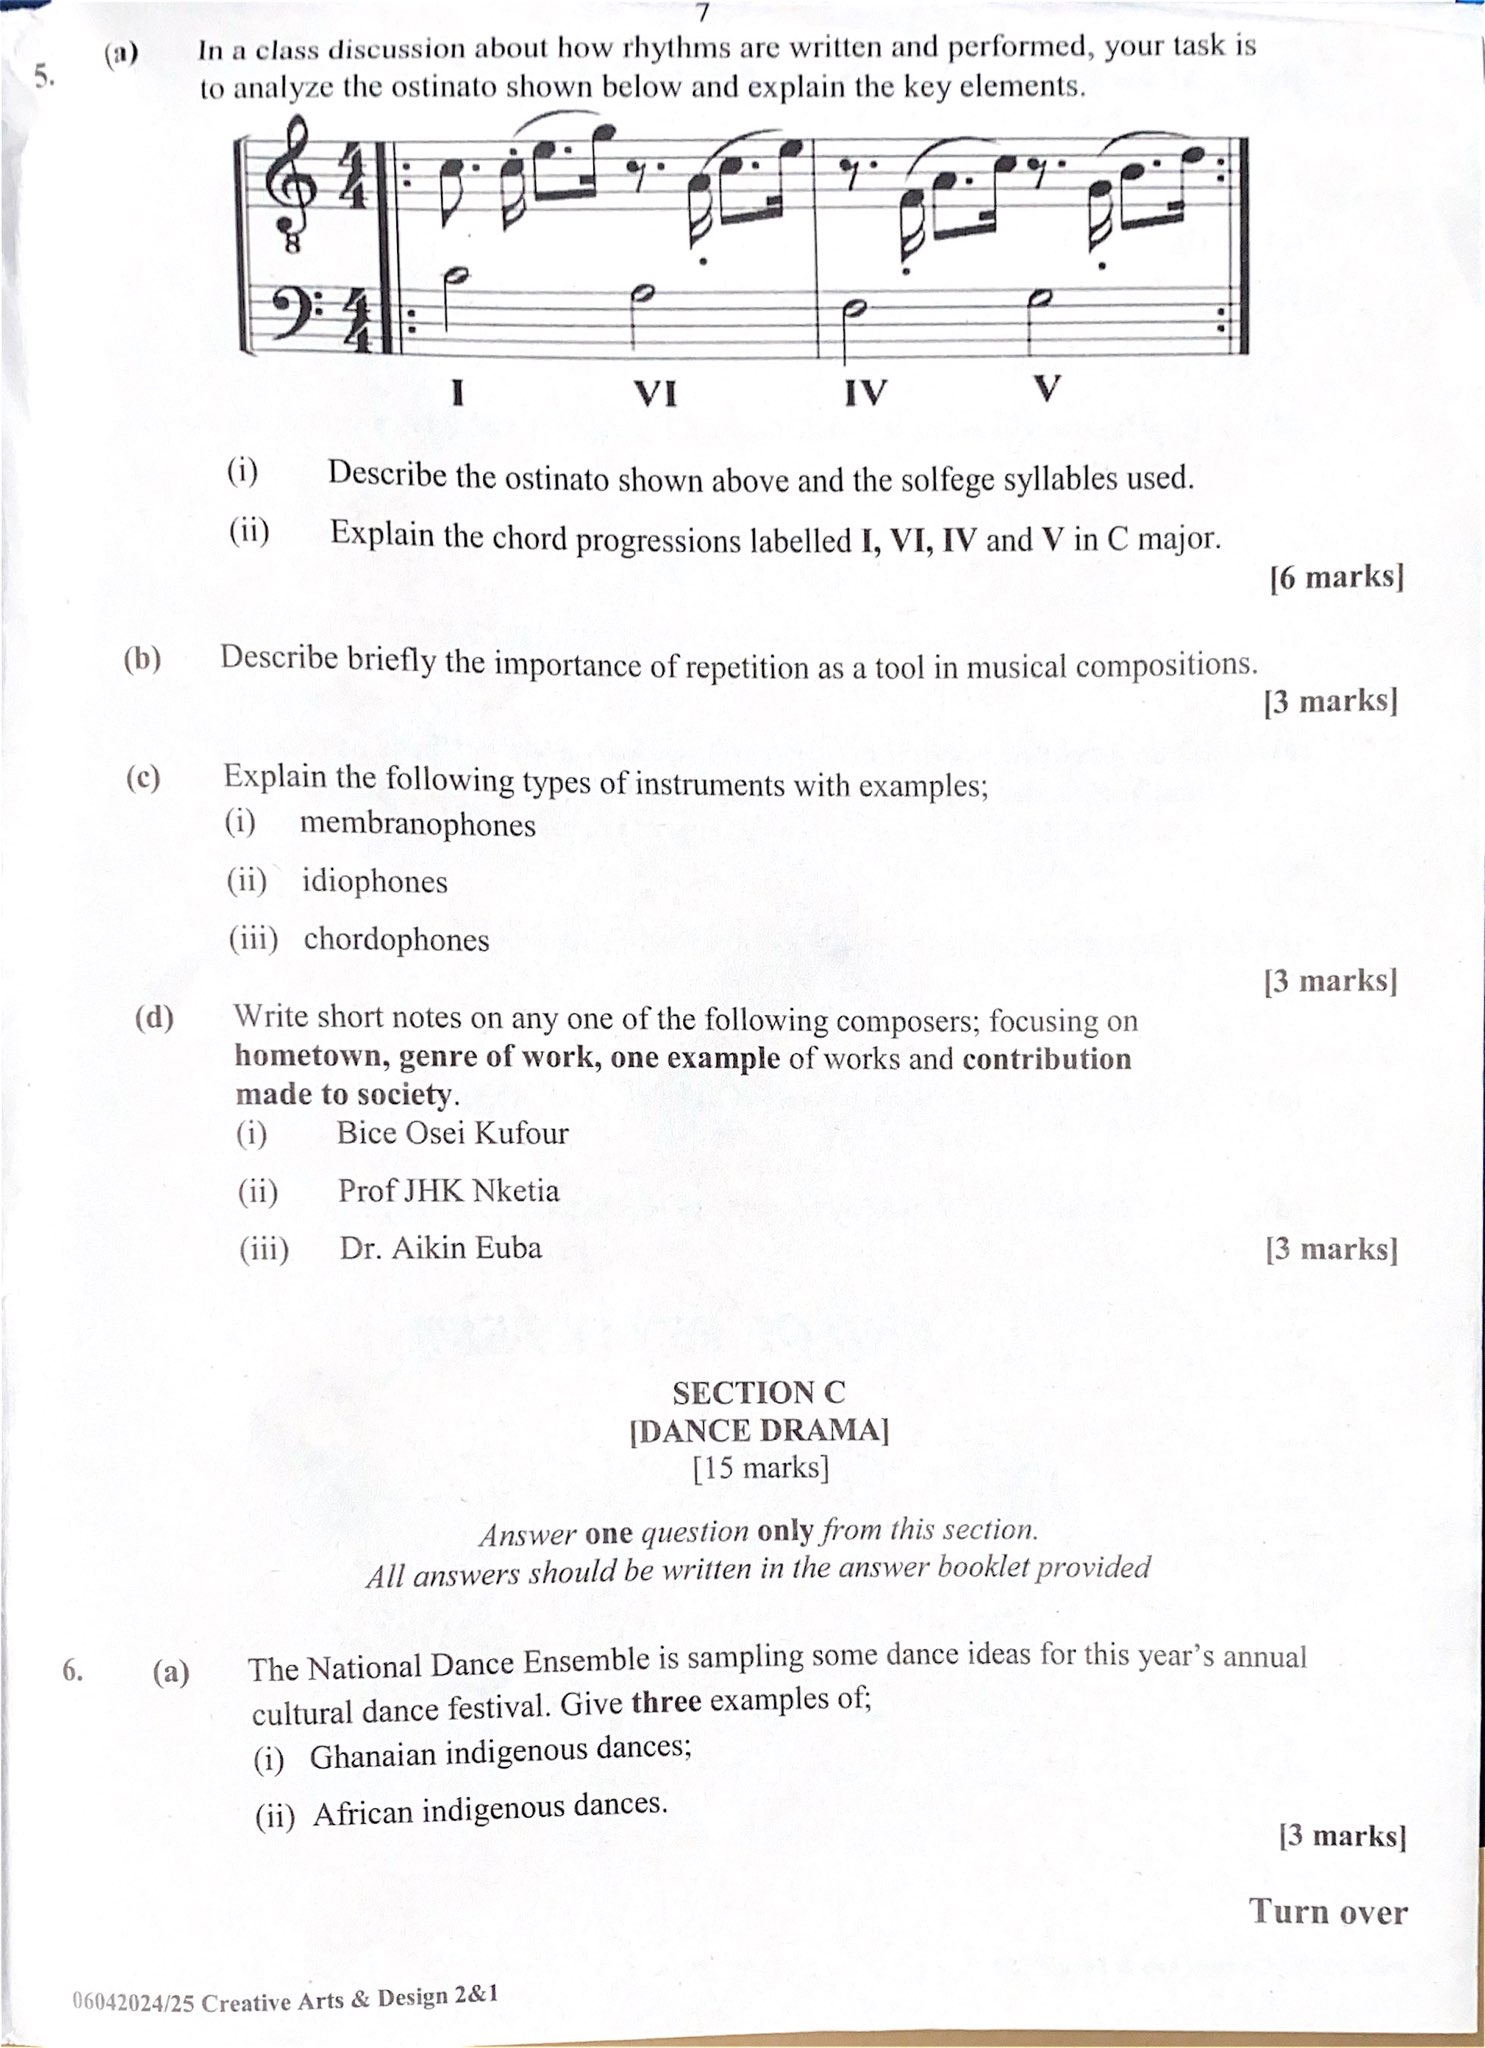 7
5. (a) In a class discussion about how rhythms are written and performed, your task is
to analyze the ostinato shown below and explain the key elements.
4 4
8
4 4
I VI IV V
(i) Describe the ostinato shown above and the solfege syllables used.
(ii) Explain the chord progressions labelled I, VI, IV and V in C major.
[6 marks]
(b) Describe briefly the importance of repetition as a tool in musical compositions.
[3 marks]
(c) Explain the following types of instruments with examples;
(i) membranophones
(ii) idiophones
(iii) chordophones
[3 marks]
(d) Write short notes on any one of the following composers; focusing on
hometown, genre of work, one example of works and contribution
made to society.
(i) Bice Osei Kufour
(ii) Prof JHK Nketia
(iii) Dr. Aikin Euba [3 marks]
SECTION C
[DANCE DRAMA]
[15 marks]
Answer one question only from this section.
All answers should be written in the answer booklet provided
6. (a) The National Dance Ensemble is sampling some dance ideas for this year's annual
cultural dance festival. Give three examples of;
(i) Ghanaian indigenous dances;
(ii) African indigenous dances.
[3 marks]
Turn over
06042024/25 Creative Arts & Design 2&1